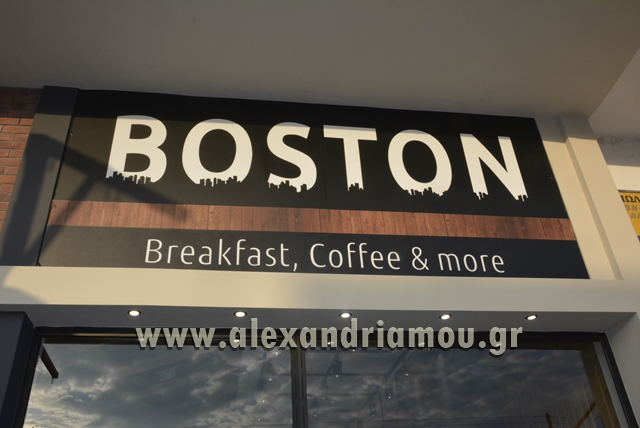 BOSTON
Breakfast, Coffee & more
www.alexandriamou.gr